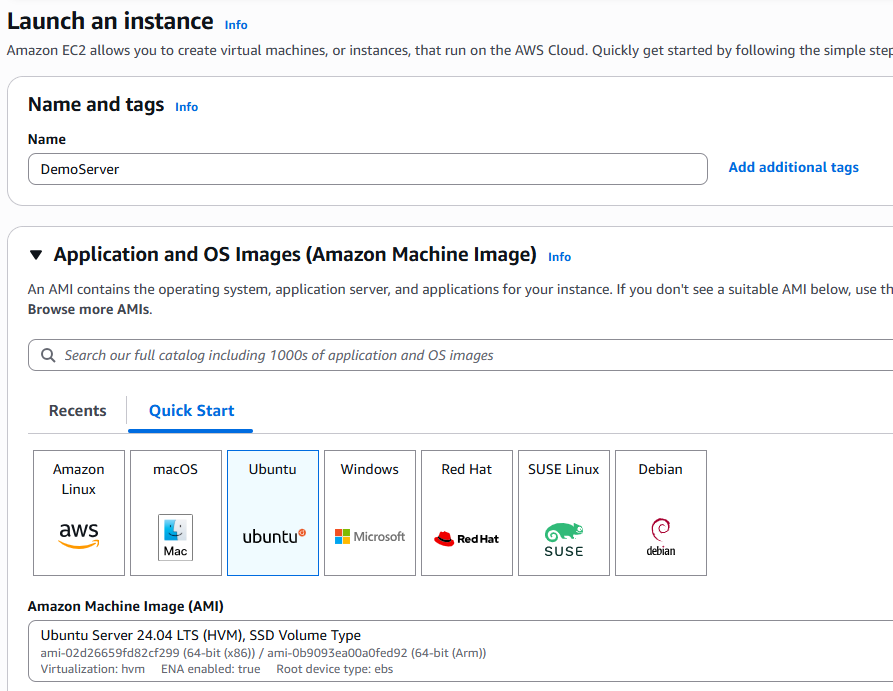 Launch an instance Info
Amazon EC2 allows you to create virtual machines, or instances, that run on the AWS Cloud. Quickly get started by following the simple
Name and tags Info
Name
DemoServer
Add additional tags
Application and OS Images (Amazon Machine Image) Info
An AMI contains the operating system, application server, and applications for your instance. If you don't see a suitable AMI below, use
Browse more AMIs.
Search our full catalog including 1000s of application and OS images
Recents
Quick Start
Amazon
Linux
aws
macOS
Mac
Ubuntu
ubuntu
Windows
Microsoft
Red Hat
Red Hat
SUSE Linux
SUSE
Debian
debian
Amazon Machine Image (AMI)
Ubuntu Server 24.04 LTS (HVM), SSD Volume Type
ami-02d26659fd82cf299 (64-bit (x86)) / ami-0b9093ea00a0fed92 (64-bit (Arm))
Virtualization: hvm ENA enabled: true Root device type: ebs